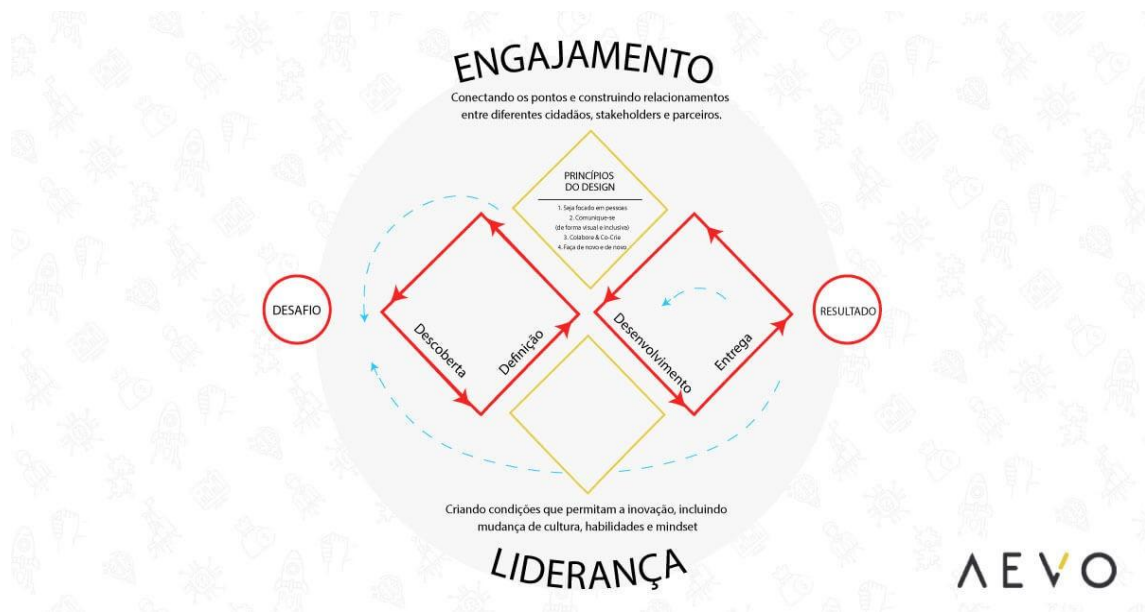 ENGAJAMENTO
Conectando os pontos e construindo relacionamentos
entre diferentes cidadãos, stakeholders e parceiros.
PRINCÍPIOS
DO DESIGN
1. Seja focado em pessoas
2. Comunique-se
(de forma visual e inclusiva)
3. Colabore & Co-Crie
4. Faça de novo e de novo
DESAFIO
Descoberta
Definição
Desenvolvimento
Entrega
RESULTADO
Criando condições que permitam a inovação, incluindo
mudança de cultura, habilidades e mindset
LIDERANÇA
AEVO